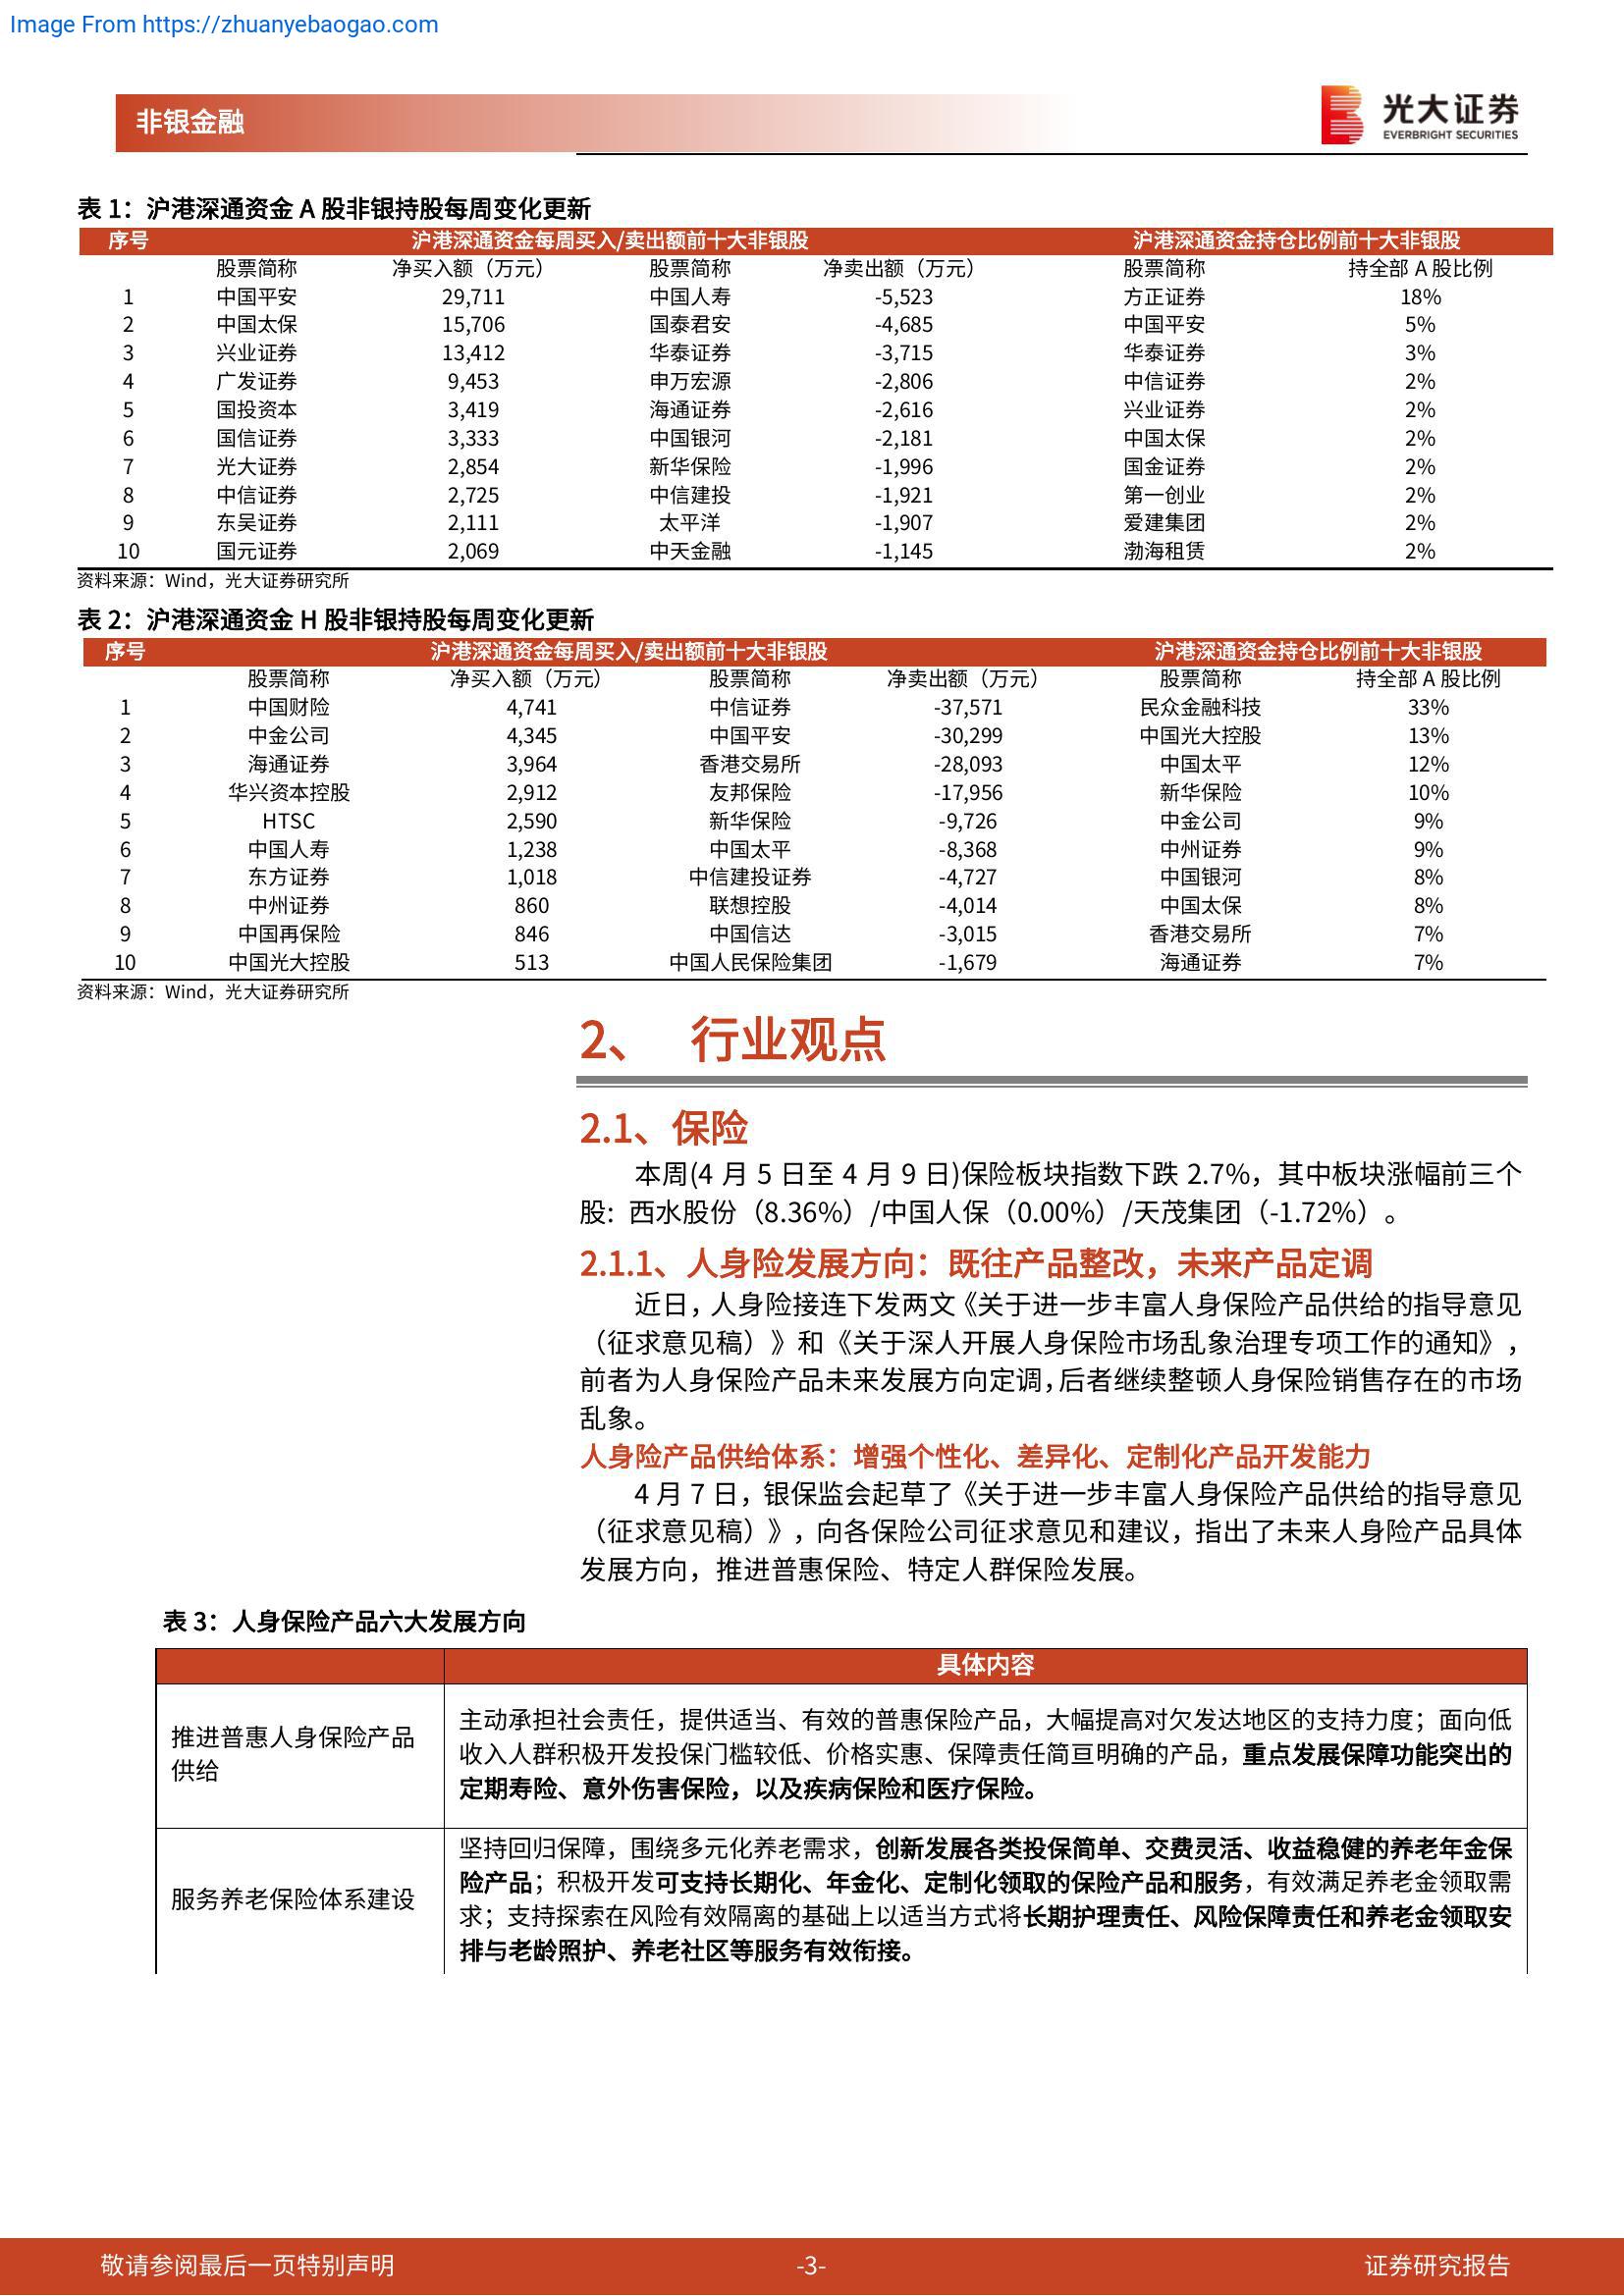 Image From https://zhuanyebaogao.com
非银金融
光大证券
EVERBRIGHT SECURITIES
表 1：沪港深通资金 A 股非银持股每周变化更新
序号 沪港深通资金每周买入/卖出额前十大非银股 沪港深通资金持仓比例前十大非银股
股票简称 净买入额（万元） 股票简称 净卖出额（万元） 股票简称 持全部 A 股比例
1 中国平安 29,711 中国人寿 -5,523 方正证券 18%
2 中国太保 15,706 国泰君安 -4,685 中国平安 5%
3 兴业证券 13,412 华泰证券 -3,715 华泰证券 3%
4 广发证券 9,453 申万宏源 -2,806 中信证券 2%
5 国投资本 3,419 海通证券 -2,616 兴业证券 2%
6 国信证券 3,333 中国银河 -2,181 中国太保 2%
7 光大证券 2,854 新华保险 -1,996 国金证券 2%
8 中信证券 2,725 中信建投 -1,921 第一创业 2%
9 东吴证券 2,111 太平洋 -1,907 爱建集团 2%
10 国元证券 2,069 中天金融 -1,145 渤海租赁 2%
资料来源：Wind，光大证券研究所
表 2：沪港深通资金 H 股非银持股每周变化更新
序号 沪港深通资金每周买入/卖出额前十大非银股 沪港深通资金持仓比例前十大非银股
股票简称 净买入额（万元） 股票简称 净卖出额（万元） 股票简称 持全部 A 股比例
1 中国财险 4,741 中信证券 -37,571 民众金融科技 33%
2 中金公司 4,345 中国平安 -30,299 中国光大控股 13%
3 海通证券 3,964 香港交易所 -28,093 中国太平 12%
4 华兴资本控股 2,912 友邦保险 -17,956 新华保险 10%
5 HTSC 2,590 新华保险 -9,726 中金公司 9%
6 中国人寿 1,238 中国太平 -8,368 中州证券 9%
7 东方证券 1,018 中信建投证券 -4,727 中国银河 8%
8 中州证券 860 联想控股 -4,014 中国太保 8%
9 中国再保险 846 中国信达 -3,015 香港交易所 7%
10 中国光大控股 513 中国人民保险集团 -1,679 海通证券 7%
资料来源：Wind，光大证券研究所
2、 行业观点
2.1、保险
本周(4 月 5 日至 4 月 9 日)保险板块指数下跌 2.7%，其中板块涨幅前三个
股：西水股份（8.36%）/中国人保（0.00%）/天茂集团（-1.72%）。
2.1.1、人身险发展方向：既往产品整改，未来产品定调
近日，人身险接连下发两文《关于进一步丰富人身保险产品供给的指导意见
（征求意见稿）》和《关于深人开展人身保险市场乱象治理专项工作的通知》，
前者为人身保险产品未来发展方向定调，后者继续整顿人身保险销售存在的市场
乱象。
人身险产品供给体系：增强个性化、差异化、定制化产品开发能力
4 月 7 日，银保监会起草了《关于进一步丰富人身保险产品供给的指导意见
（征求意见稿）》，向各保险公司征求意见和建议，指出了未来人身险产品具体
发展方向，推进普惠保险、特定人群保险发展。
表 3：人身保险产品六大发展方向
具体内容
推进普惠人身保险产品
供给
主动承担社会责任，提供适当、有效的普惠保险产品，大幅提高对欠发达地区的支持力度；面向低
收入人群积极开发投保门槛较低、价格实惠、保障责任简亘明确的产品，重点发展保障功能突出的
定期寿险、意外伤害保险，以及疾病保险和医疗保险。
服务养老保险体系建设
坚持回归保障，围绕多元化养老需求，创新发展各类投保简单、交费灵活、收益稳健的养老年金保
险产品；积极开发可支持长期化、年金化、定制化领取的保险产品和服务，有效满足养老金领取需
求；支持探索在风险有效隔离的基础上以适当方式将长期护理责任、风险保障责任和养老金领取安
排与老龄照护、养老社区等服务有效衔接。
敬请参阅最后一页特别声明 -3- 证券研究报告